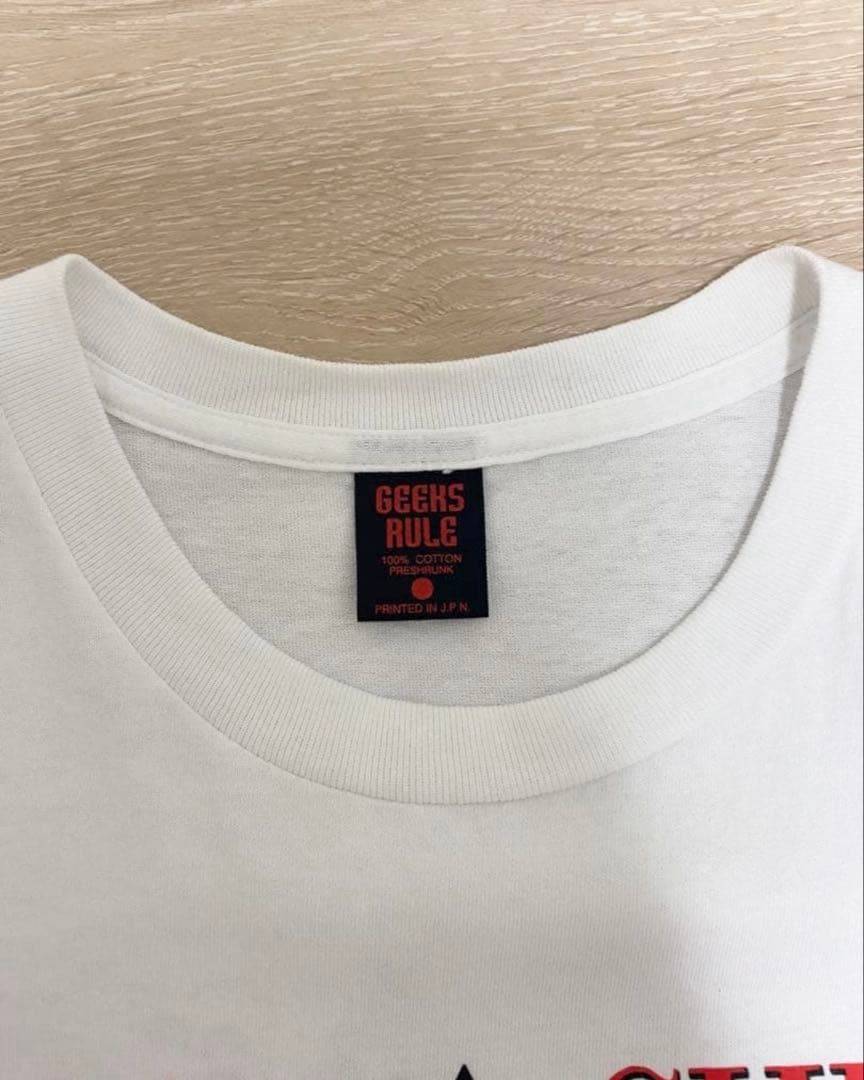 GEEKS
RULE
100% COTTON
PRESHRUNK
PRINTED IN J.P.N.